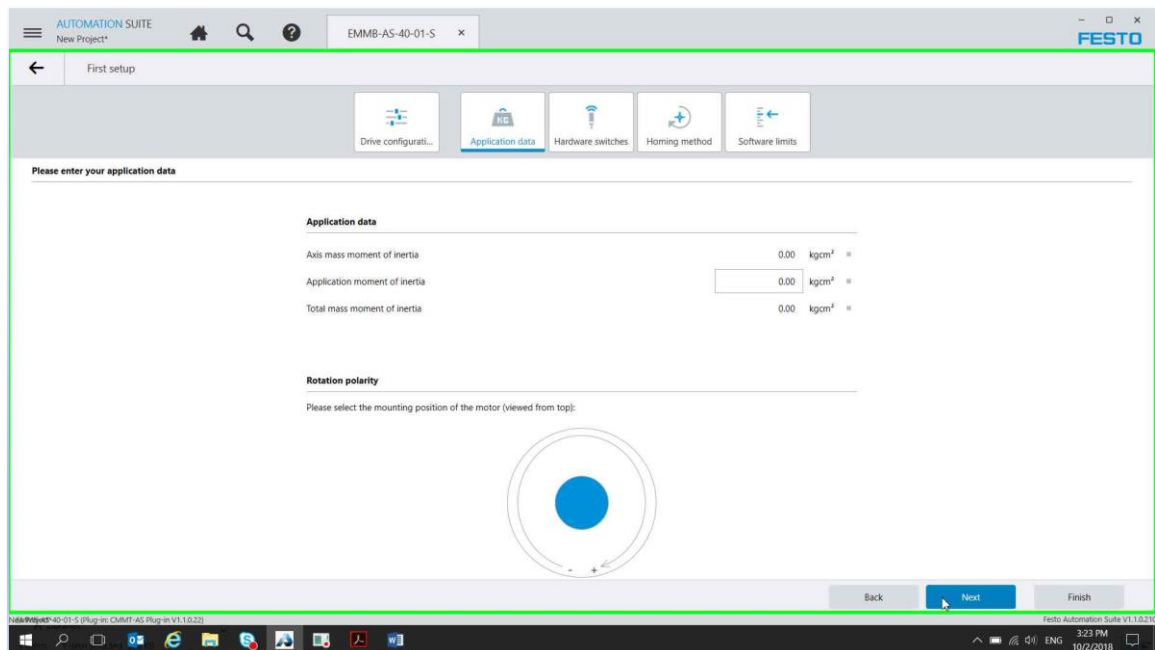 AUTOMATION SUITE
New Project*
EMMB-AS-40-01-S ×
FESTO
First setup
KG
Drive configurati...
Application data
Hardware switches
Homing method
Software limits
Please enter your application data
Application data
Axis mass moment of inertia 0.00 kgcm²
Application moment of inertia 0.00 kgcm²
Total mass moment of inertia 0.00 kgcm²
Rotation polarity
Please select the mounting position of the motor (viewed from top):
- +
Back Next Finish
40-01-S (Plug-in: CMMT-AS Plug-in V1.1.0.22) Festo Automation Suite V1.1.0.210
ENG 3:23 PM
10/2/2018